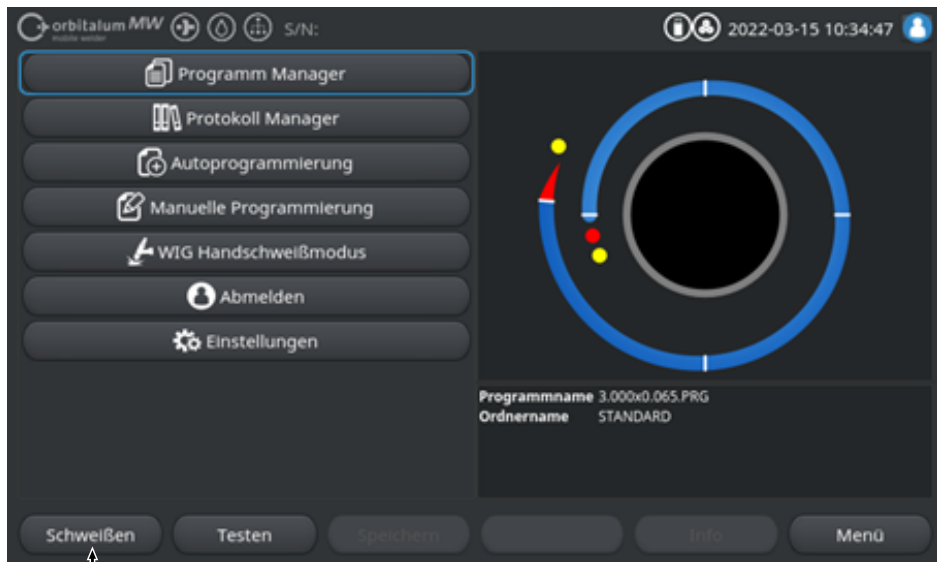 orbitalum MW
mobile welder
S/N:
2022-03-15 10:34:47
Programm Manager
Protokoll Manager
Autoprogrammierung
Manuelle Programmierung
WIG Handschweißmodus
Abmelden
Einstellungen
Programmname 3.000x0.065.PRG
Ordnername STANDARD
Schweißen
Testen
Speichern
Info
Menü